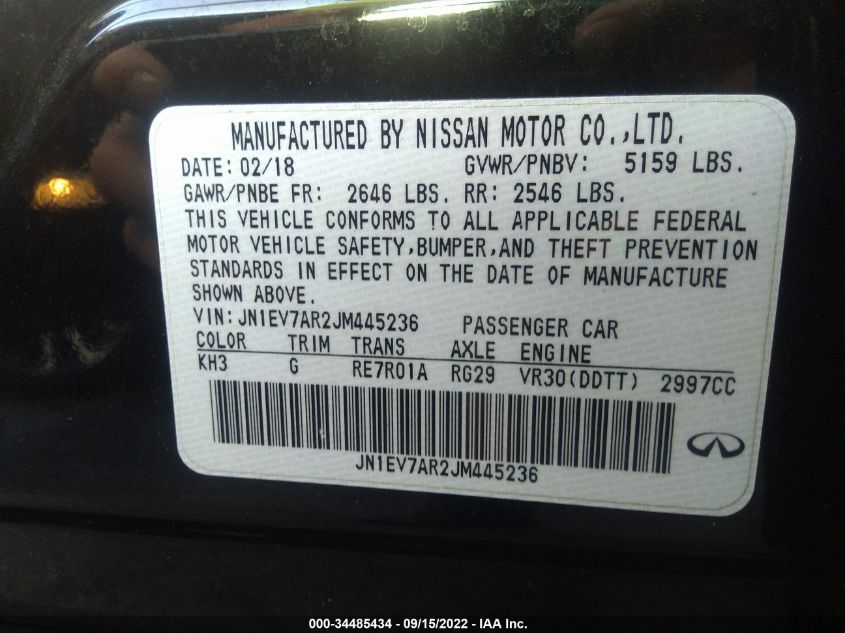 MANUFACTURED BY NISSAN MOTOR CO.,LTD.
DATE: 02/18 GVWR/PNBV: 5159 LBS.
GAWR/PNBE FR: 2646 LBS. RR: 2546 LBS.
THIS VEHICLE CONFORMS TO ALL APPLICABLE FEDERAL
MOTOR VEHICLE SAFETY,BUMPER,AND THEFT PREVENTION
STANDARDS IN EFFECT ON THE DATE OF MANUFACTURE
SHOWN ABOVE.
VIN: JN1EV7AR2JM445236 PASSENGER CAR
COLOR TRIM TRANS AXLE ENGINE
KH3 G RE7R01A RG29 VR30(DDTT) 2997CC
JN1EV7AR2JM445236
000-34485434 - 09/15/2022 - IAA Inc.